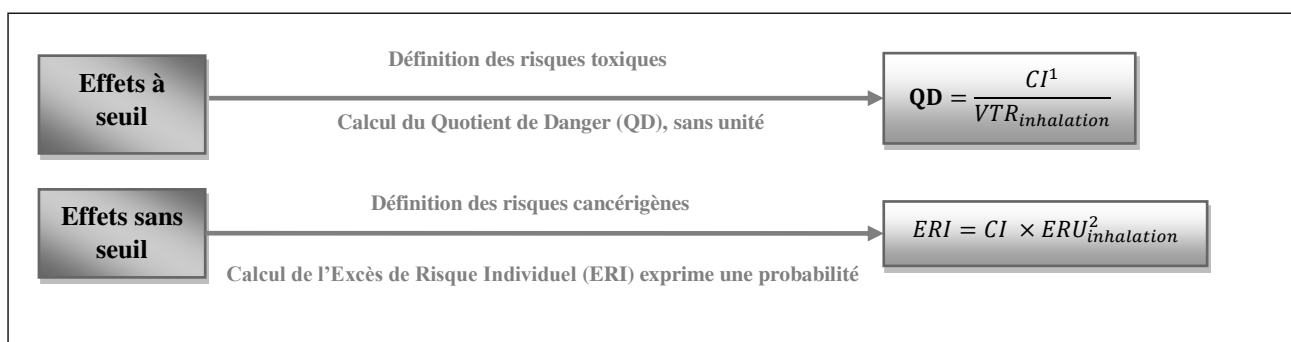 Effets à
seuil
Définition des risques toxiques
Calcul du Quotient de Danger (QD), sans unité
QD = CI¹ / VTR_inhalation
Effets sans
seuil
Définition des risques cancérigènes
Calcul de l’Excès de Risque Individuel (ERI) exprime une probabilité
ERI = CI × ERU²_inhalation